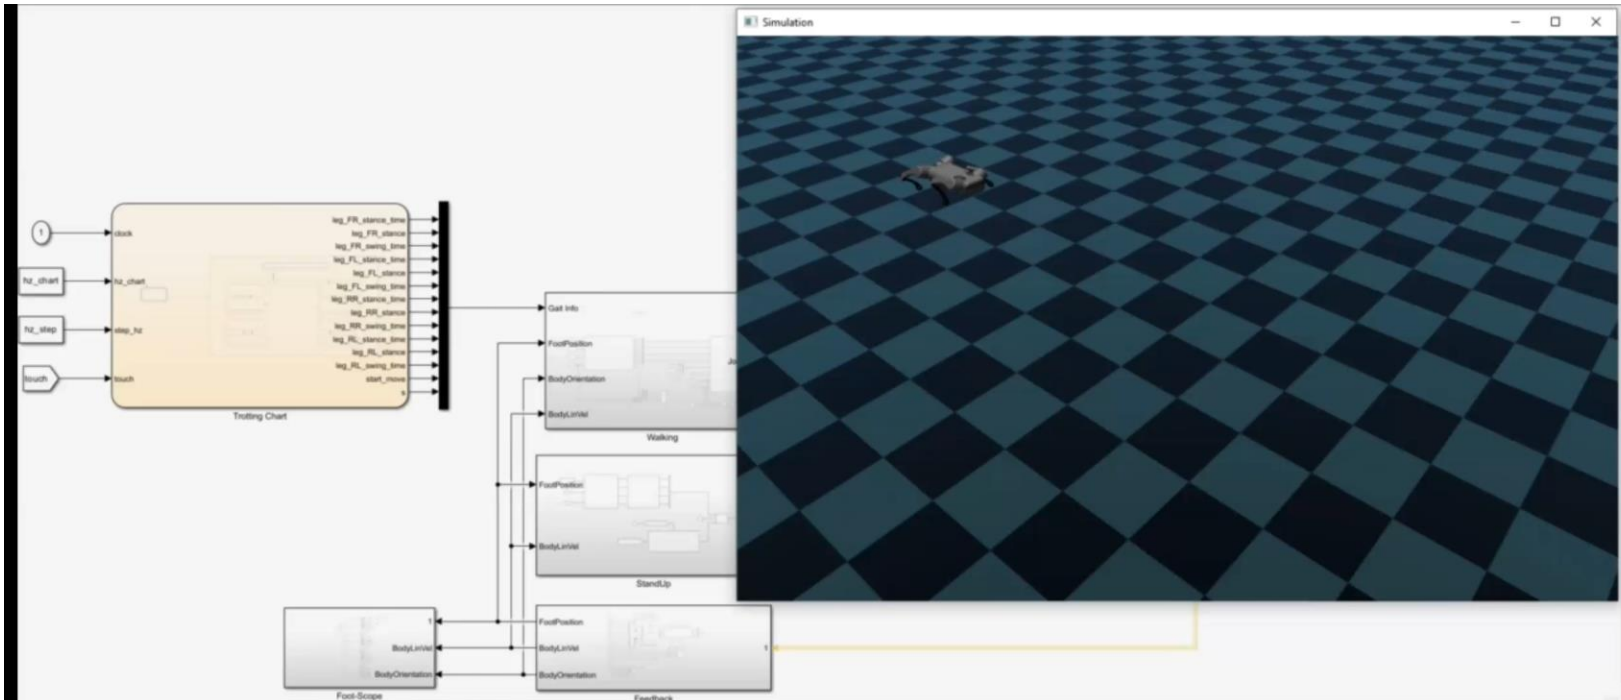 Simulation
1
hz_chart
hz_step
touch
clock
hz_chart
step_hz
touch
leg_FR_stance_time
leg_FR_stance
leg_FR_swing_time
leg_FL_stance_time
leg_FL_stance
leg_FL_swing_time
leg_RR_stance_time
leg_RR_stance
leg_RR_swing_time
leg_RL_stance_time
leg_RL_stance
leg_RL_swing_time
start_move
s
Trotting Chart
Gait Info
FootPosition
BodyOrientation
BodyLinVel
Jo
Walking
FootPosition
BodyLinVel
StandUp
1
BodyLinVel
BodyOrientation
Foot-Scope
FootPosition
BodyLinVel
BodyOrientation
1
Feedback